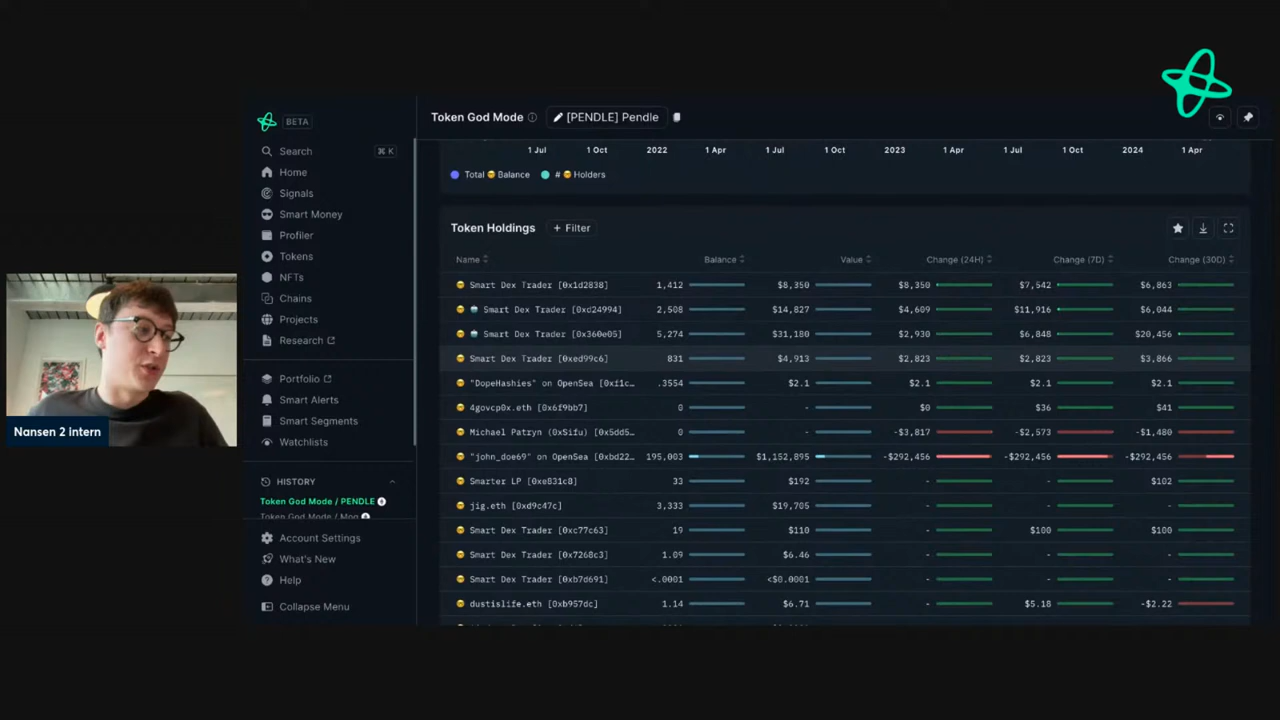 BETA
Token God Mode
[PENDLE] Pendle
Search ⌘ K
Home
Signals
Smart Money
Profiler
Tokens
NFTs
Chains
Projects
Research
Portfolio
Smart Alerts
Smart Segments
Watchlists
HISTORY
Token God Mode / PENDLE
Account Settings
What's New
Help
Collapse Menu
1 Jul 1 Oct 2022 1 Apr 1 Jul 1 Oct 2023 1 Apr 1 Jul 1 Oct 2024 1 Apr
Total 😎 Balance # 😎 Holders
Token Holdings + Filter
Name Balance Value Change (24H) Change (7D) Change (30D)
Smart Dex Trader [0x1d2838] 1,412 $8,350 $8,350 $7,542 $6,863
Smart Dex Trader [0xd24994] 2,508 $14,827 $4,609 $11,916 $6,044
Smart Dex Trader [0x360e05] 5,274 $31,180 $2,930 $6,848 $20,456
Smart Dex Trader [0xed99c6] 831 $4,913 $2,823 $2,823 $3,866
"DopeHashies" on OpenSea [0xf1c… .3554 $2.1 $2.1 $2.1 $2.1
4govcp0x.eth [0x6f9bb7] 0 - $0 $36 $41
Michael Patryn (0xSifu) [0x5dd5… 0 - -$3,817 -$2,573 -$1,480
"john_doe69" on OpenSea [0xbd22… 195,003 $1,152,895 -$292,456 -$292,456 -$292,456
Smarter LP [0xe831c8] 33 $192 - - $102
jig.eth [0xd9c47c] 3,333 $19,705 - - -
Smart Dex Trader [0xc77c63] 19 $110 - $100 $100
Smart Dex Trader [0x7268c3] 1.09 $6.46 - - -
Smart Dex Trader [0xb7d691] <.0001 <$0.0001 - - -
dustislife.eth [0xb957dc] 1.14 $6.71 - $5.18 -$2.22
Nansen 2 intern